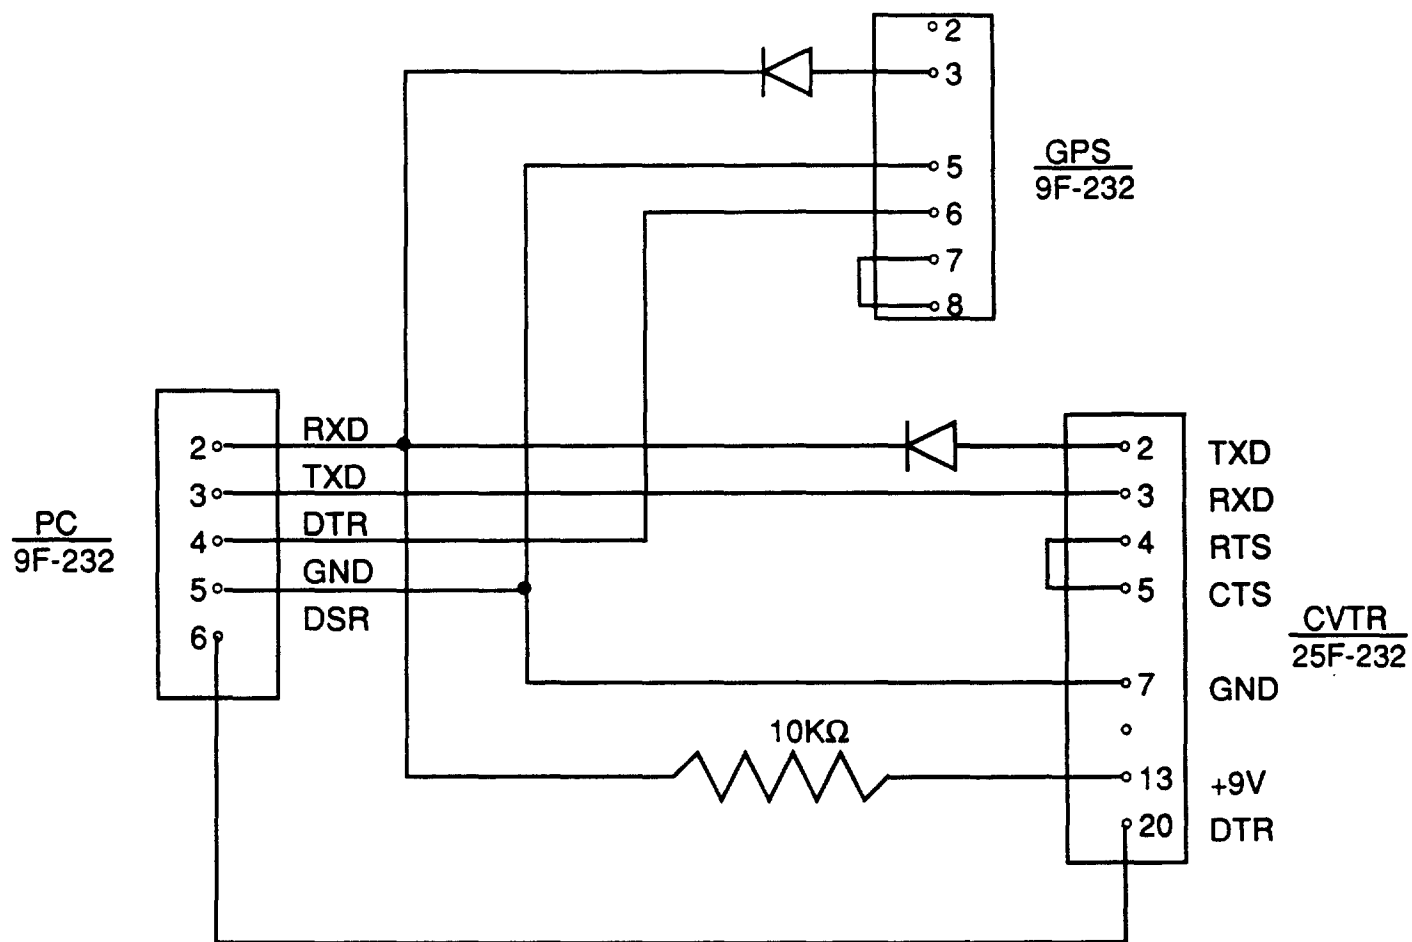 2
3
5
6
7
8
GPS
9F-232
2
3
4
5
6
RXD
TXD
DTR
GND
DSR
PC
9F-232
2 TXD
3 RXD
4 RTS
5 CTS
7 GND
13 +9V
20 DTR
CVTR
25F-232
10KΩ